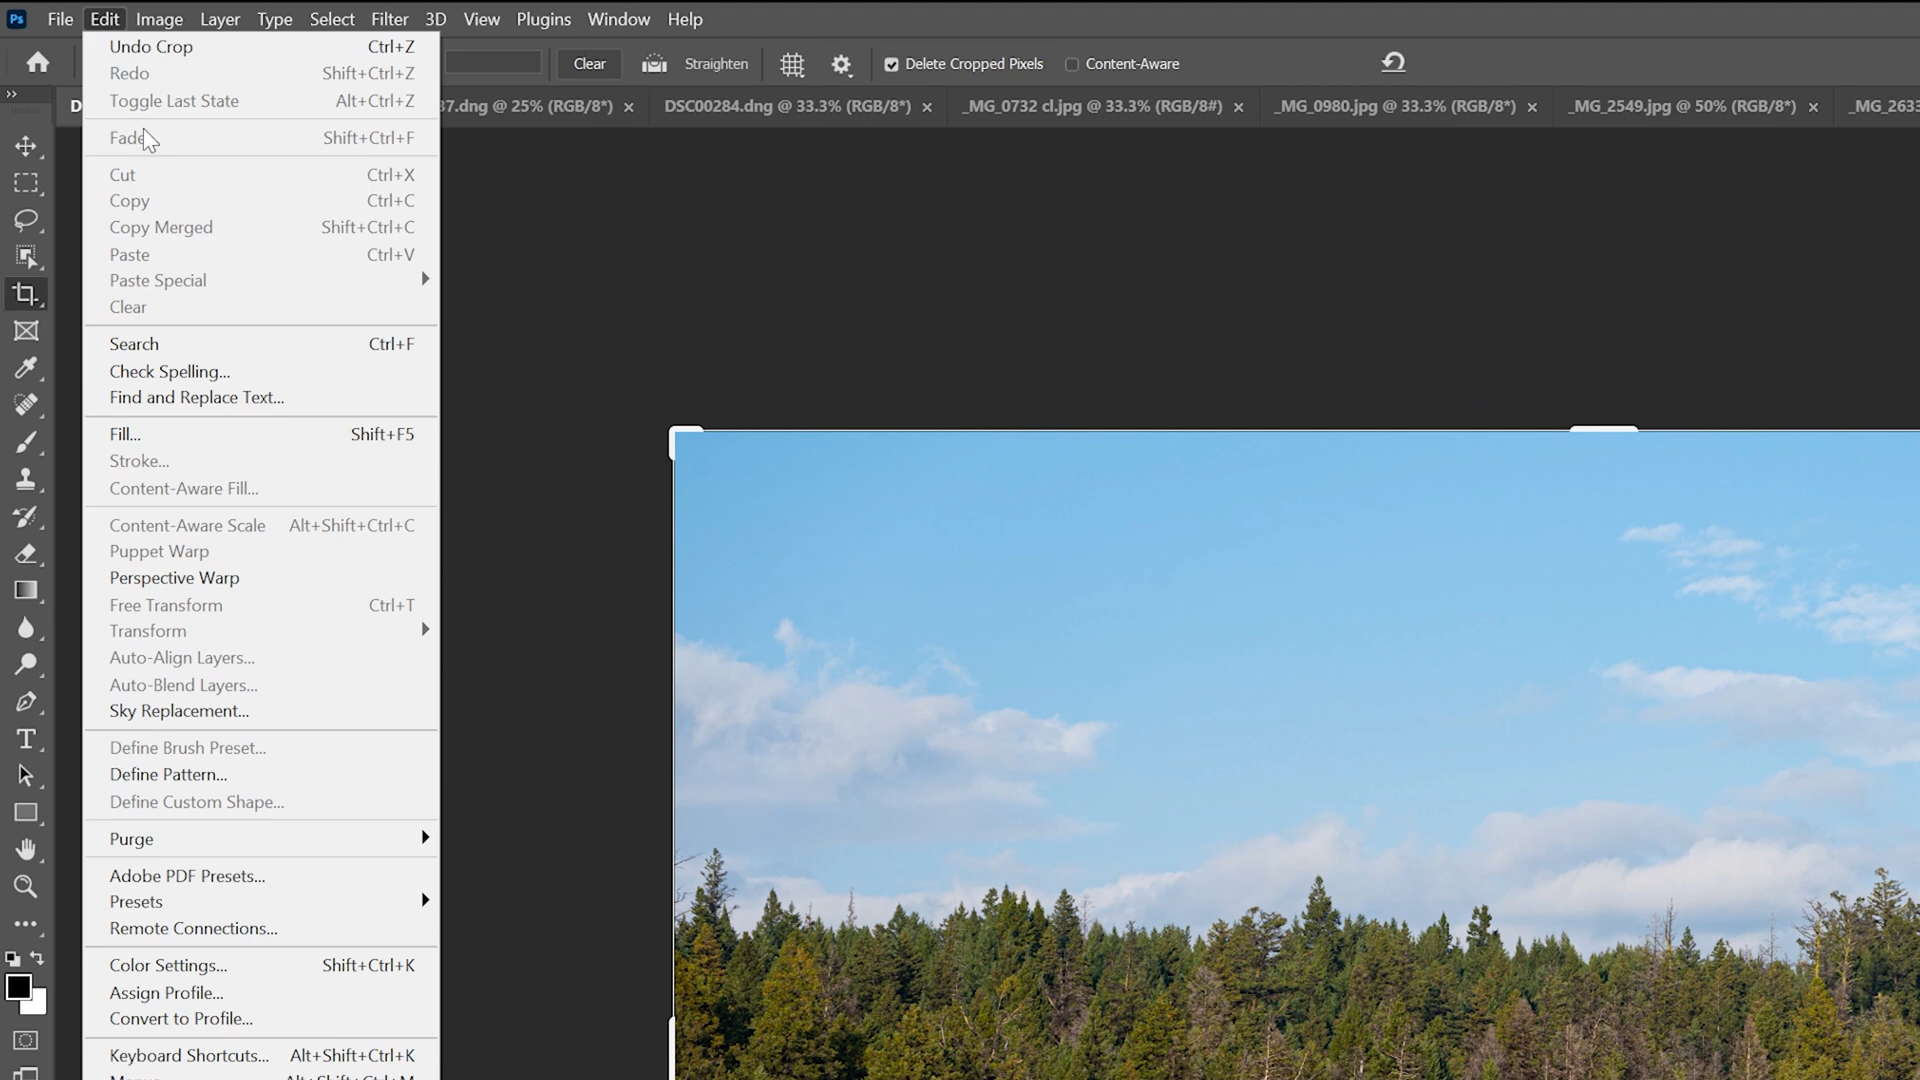 Ps File Edit Image Layer Type Select Filter 3D View Plugins Window Help
Clear Straighten Delete Cropped Pixels Content-Aware
D 37.dng @ 25% (RGB/8*) × DSC00284.dng @ 33.3% (RGB/8*) × _MG_0732 cl.jpg @ 33.3% (RGB/8#) × _MG_0980.jpg @ 33.3% (RGB/8*) × _MG_2549.jpg @ 50% (RGB/8*) × _MG_2633
Undo Crop Ctrl+Z
Redo Shift+Ctrl+Z
Toggle Last State Alt+Ctrl+Z
Fade Shift+Ctrl+F
Cut Ctrl+X
Copy Ctrl+C
Copy Merged Shift+Ctrl+C
Paste Ctrl+V
Paste Special
Clear
Search Ctrl+F
Check Spelling...
Find and Replace Text...
Fill... Shift+F5
Stroke...
Content-Aware Fill...
Content-Aware Scale Alt+Shift+Ctrl+C
Puppet Warp
Perspective Warp
Free Transform Ctrl+T
Transform
Auto-Align Layers...
Auto-Blend Layers...
Sky Replacement...
Define Brush Preset...
Define Pattern...
Define Custom Shape...
Purge
Adobe PDF Presets...
Presets
Remote Connections...
Color Settings... Shift+Ctrl+K
Assign Profile...
Convert to Profile...
Keyboard Shortcuts... Alt+Shift+Ctrl+K